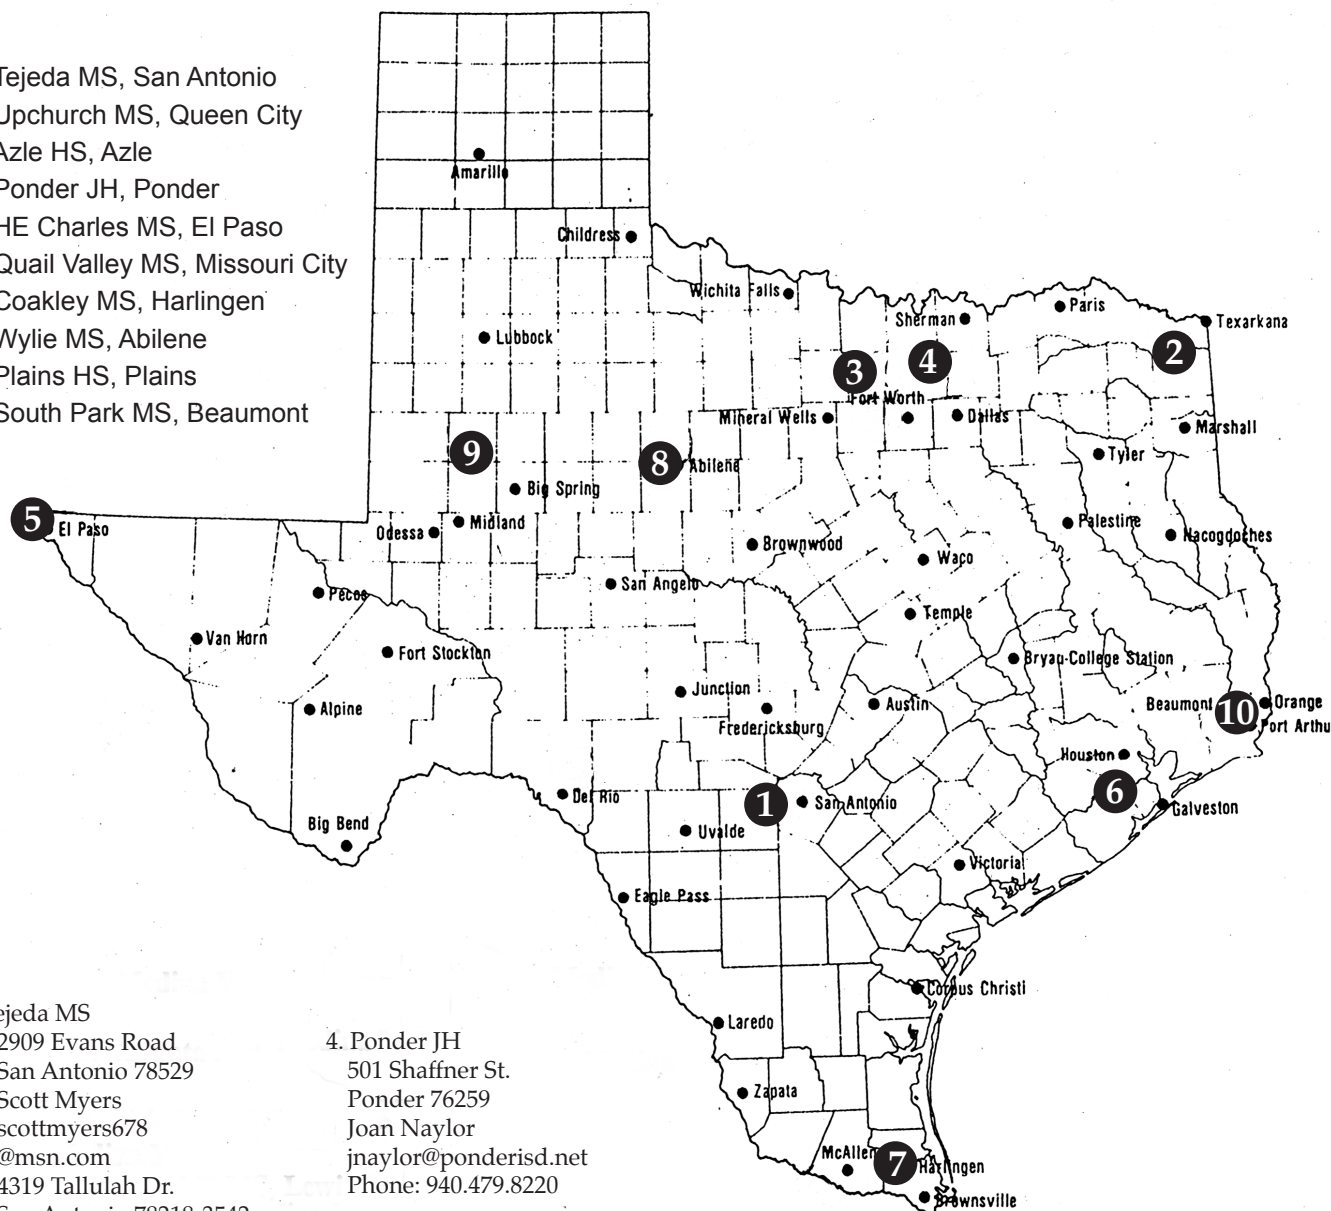 Tejeda MS, San Antonio
Upchurch MS, Queen City
Azle HS, Azle
Ponder JH, Ponder
HE Charles MS, El Paso
Quail Valley MS, Missouri City
Coakley MS, Harlingen
Wylie MS, Abilene
Plains HS, Plains
South Park MS, Beaumont
Amarillo
Childress
Wichita Falls
Sherman
Paris
Texarkana
2
Lubbock
3
4
Fort Worth
Mineral Wells
Dallas
Marshall
Tyler
9
8
Abilene
Big Spring
5
El Paso
Odessa
Midland
Brownwood
Palestine
Nacogdoches
Waco
San Angelo
Pecos
Temple
Van Horn
Fort Stockton
Bryan-College Station
Junction
Alpine
Fredericksburg
Austin
Beaumont
10
Orange
Port Arthu
Houston
6
Galveston
Del Rio
1
San Antonio
Big Bend
Uvalde
Victoria
Eagle Pass
Corpus Christi
Laredo
Zapata
McAllen
7
Harlingen
Brownsville
ejeda MS
2909 Evans Road
San Antonio 78529
Scott Myers
scottmyers678
@msn.com
4319 Tallulah Dr.
San Antonio 78218-3542
4. Ponder JH
501 Shaffner St.
Ponder 76259
Joan Naylor
jnaylor@ponderisd.net
Phone: 940.479.8220